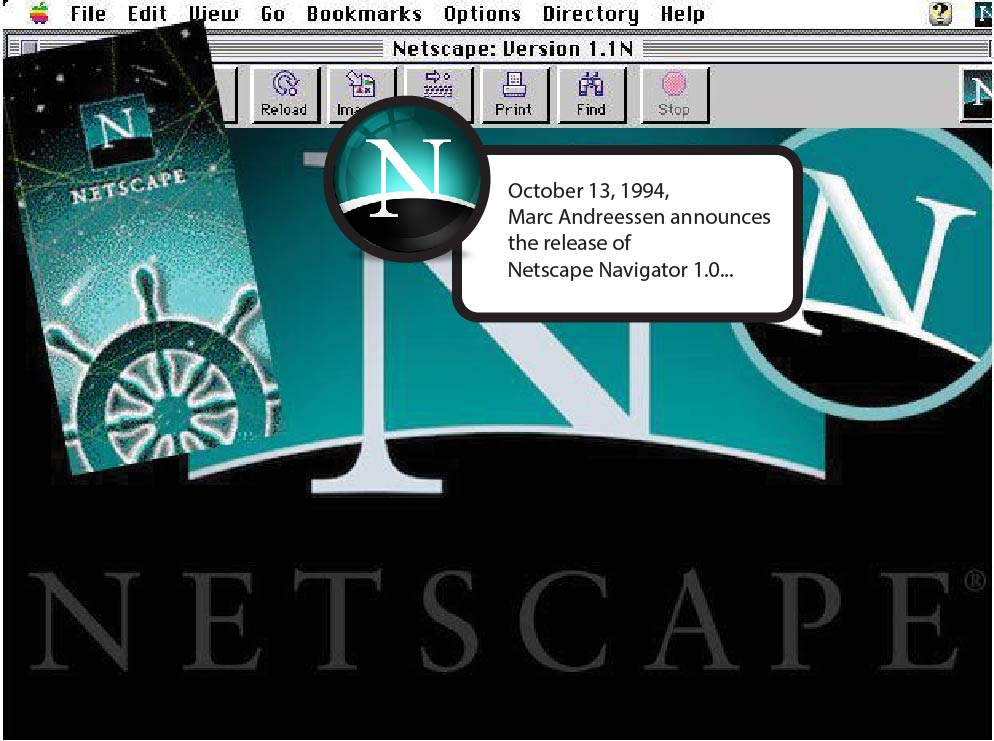 File Edit View Go Bookmarks Options Directory Help
Netscape: Version 1.1N
Reload
Print
Find
Stop
N
N
NETSCAPE
N
October 13, 1994,
Marc Andreessen announces
the release of
Netscape Navigator 1.0...
N
N
NETSCAPE®